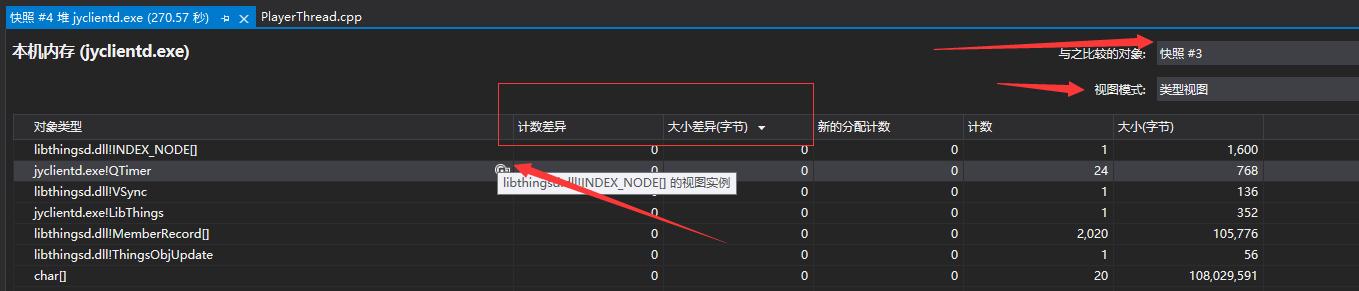 快照 #4 堆 jyclientd.exe (270.57 秒) PlayerThread.cpp
本机内存 (jyclientd.exe)
与之比较的对象: 快照 #3
视图模式: 类型视图
对象类型 计数差异 大小差异(字节) 新的分配计数 计数 大小(字节)
libthingsd.dll!INDEX_NODE[] 0 0 0 1 1,600
jyclientd.exe!QTimer 0 0 24 768
libthingsd.dll!INDEX_NODE[] 的视图实例
libthingsd.dll!VSync 0 0 1 136
jyclientd.exe!LibThings 0 0 0 1 352
libthingsd.dll!MemberRecord[] 0 0 0 2,020 105,776
libthingsd.dll!ThingsObjUpdate 0 0 0 1 56
char[] 0 0 0 20 108,029,591